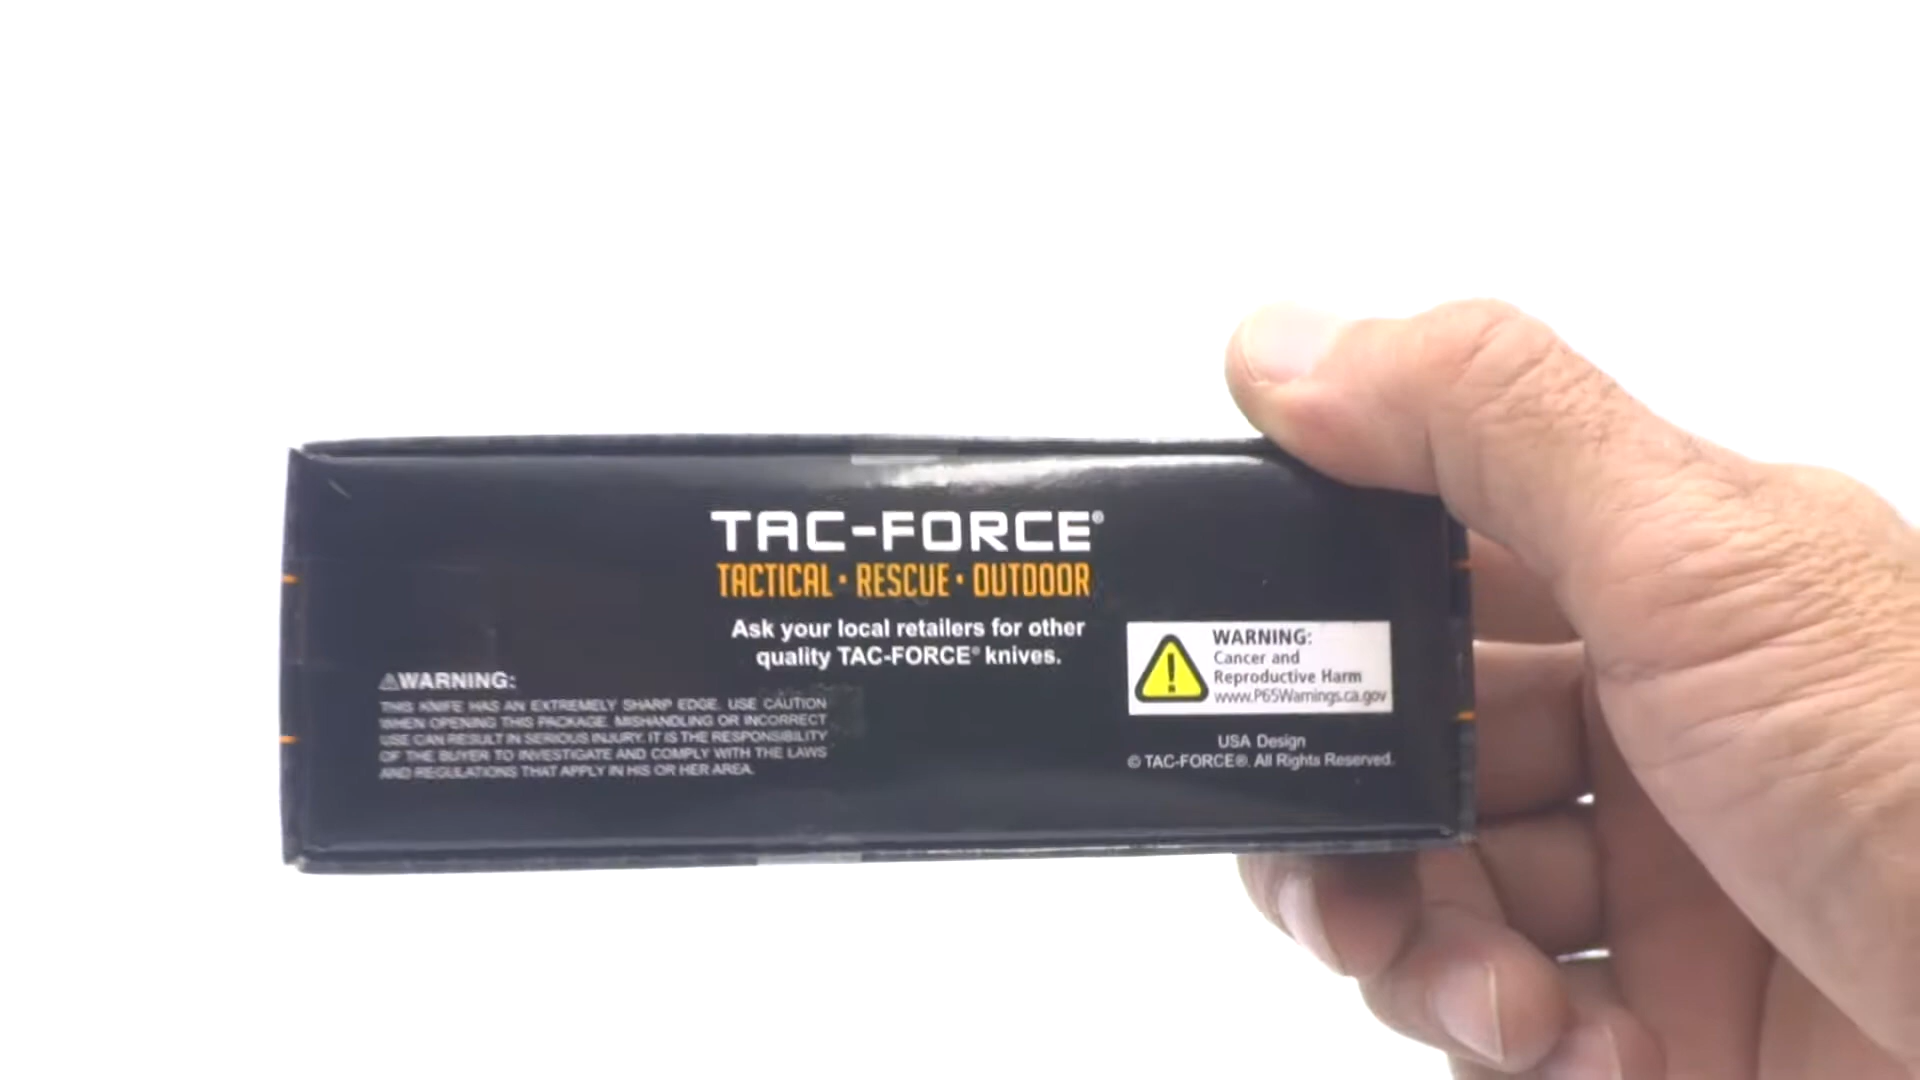 TAC-FORCE®
TACTICAL • RESCUE • OUTDOOR
Ask your local retailers for other
quality TAC-FORCE® knives.
⚠WARNING:
THIS KNIFE HAS AN EXTREMELY SHARP EDGE. USE CAUTION
WHEN OPENING THIS PACKAGE. MISHANDLING OR INCORRECT
USE CAN RESULT IN SERIOUS INJURY. IT IS THE RESPONSIBILITY
OF THE BUYER TO INVESTIGATE AND COMPLY WITH THE LAWS
AND REGULATIONS THAT APPLY IN HIS OR HER AREA.
WARNING:
Cancer and
Reproductive Harm
www.P65Warnings.ca.gov
USA Design
© TAC-FORCE®. All Rights Reserved.